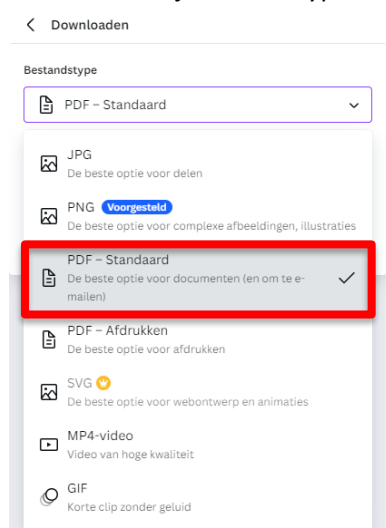 Downloaden
Bestandstype
PDF – Standaard
JPG
De beste optie voor delen
PNG Voorgesteld
De beste optie voor complexe afbeeldingen, illustraties
PDF – Standaard
De beste optie voor documenten (en om te e-
mailen)
PDF – Afdrukken
De beste optie voor afdrukken
SVG
De beste optie voor webontwerp en animaties
MP4-video
Video van hoge kwaliteit
GIF
Korte clip zonder geluid